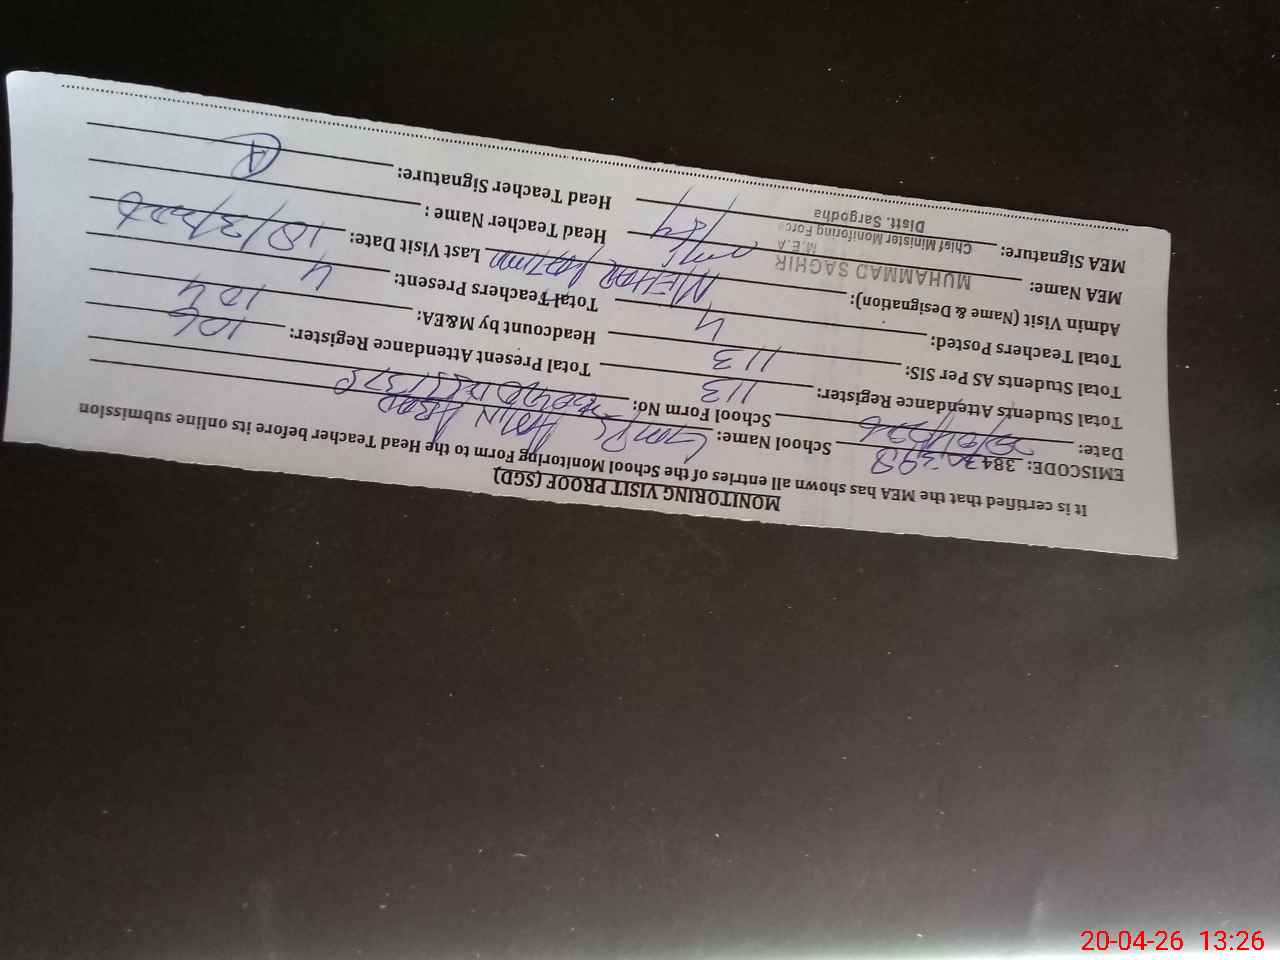 MONITORING VISIT PROOF (SGD)
It is certified that the MEA has shown all entries of the School Monitoring Form to the Teacher Head before its online submission
EMISCODE: 3843 School Name: GMPS
Date: School Form No:
Total Students Attendance Register: 113 Total Present Attendance Register: 106
Total Students AS Per SIS: 113 Headcount by M&EA: 104
Total Teachers Posted: 4 Total Teachers Present: 4
Admin Visit (Name & Designation): MEHAR Last Visit Date: 18/3/2026
MEA Name: MUHAMMAD SAGHIR Head Teacher Name :
M.E.A
Chief Minister Monitoring Force
Distt. Sargodha
MEA Signature: Head Teacher Signature:
20-04-26 13:26